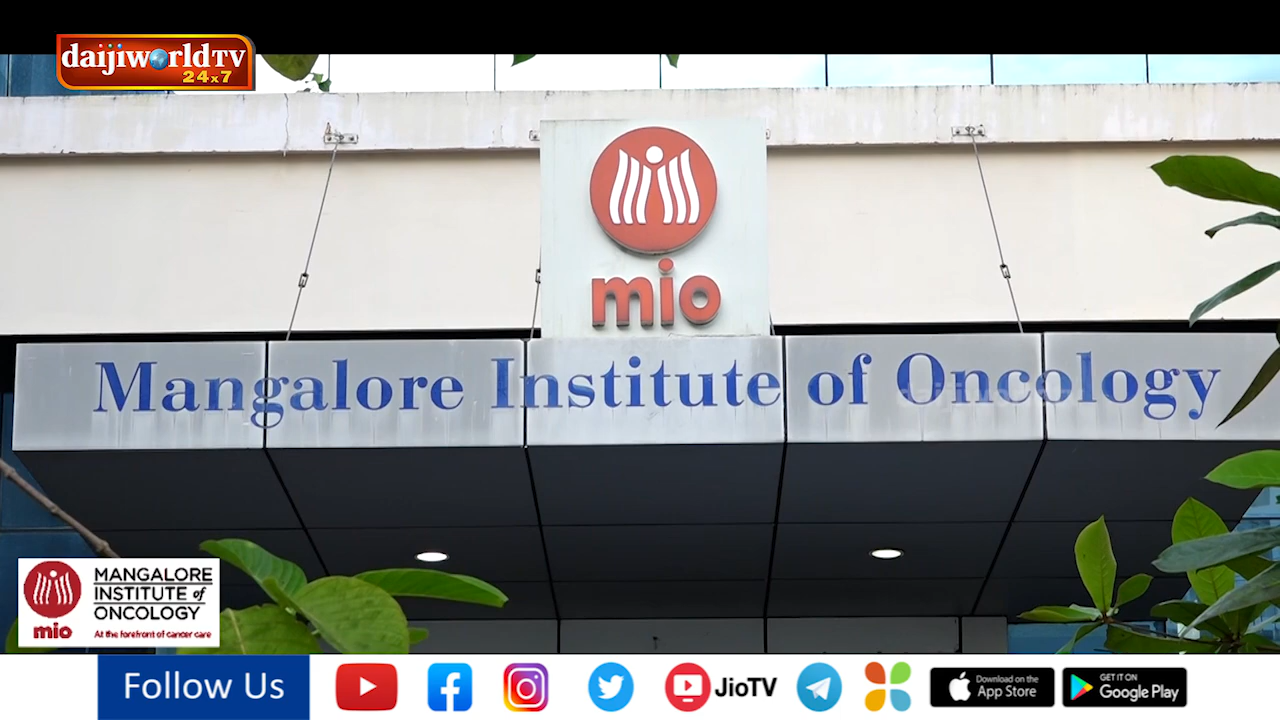 daijiworldTV
24x7
mio
Mangalore Institute of Oncology
MANGALORE
INSTITUTE of
ONCOLOGY
mio
At the forefront of cancer care
Follow Us
JioTV
Download on the
App Store
GET IT ON
Google Play